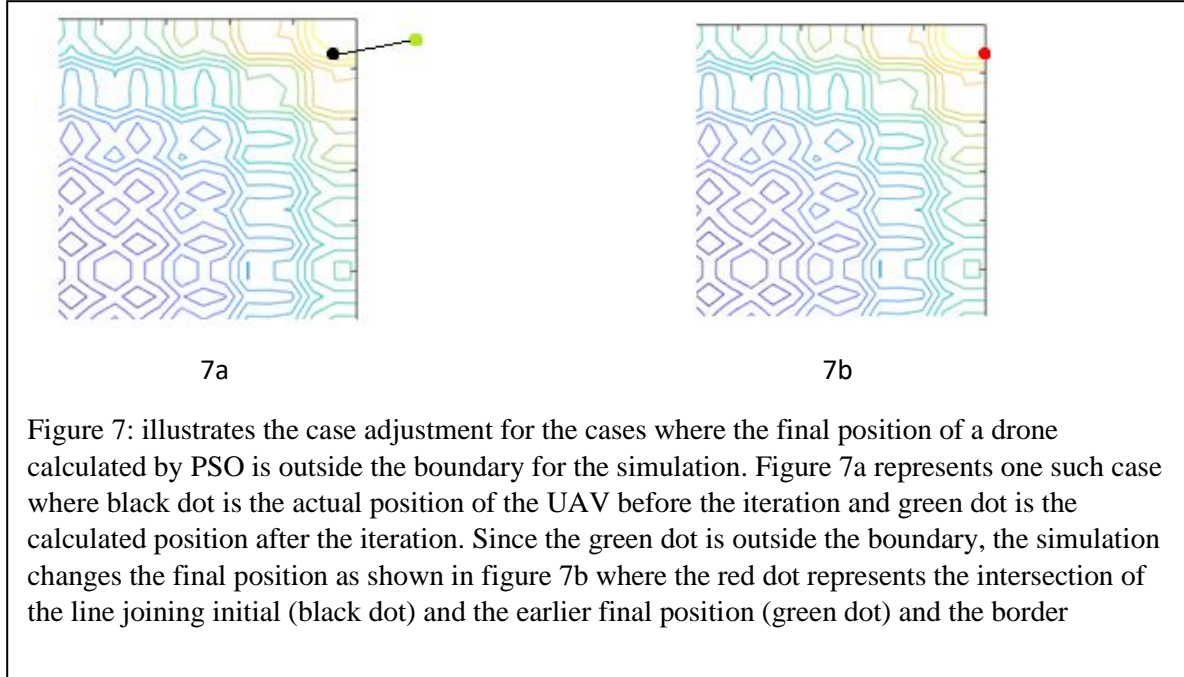 7a
7b
Figure 7: illustrates the case adjustment for the cases where the final position of a drone
calculated by PSO is outside the boundary for the simulation. Figure 7a represents one such case
where black dot is the actual position of the UAV before the iteration and green dot is the
calculated position after the iteration. Since the green dot is outside the boundary, the simulation
changes the final position as shown in figure 7b where the red dot represents the intersection of
the line joining initial (black dot) and the earlier final position (green dot) and the border